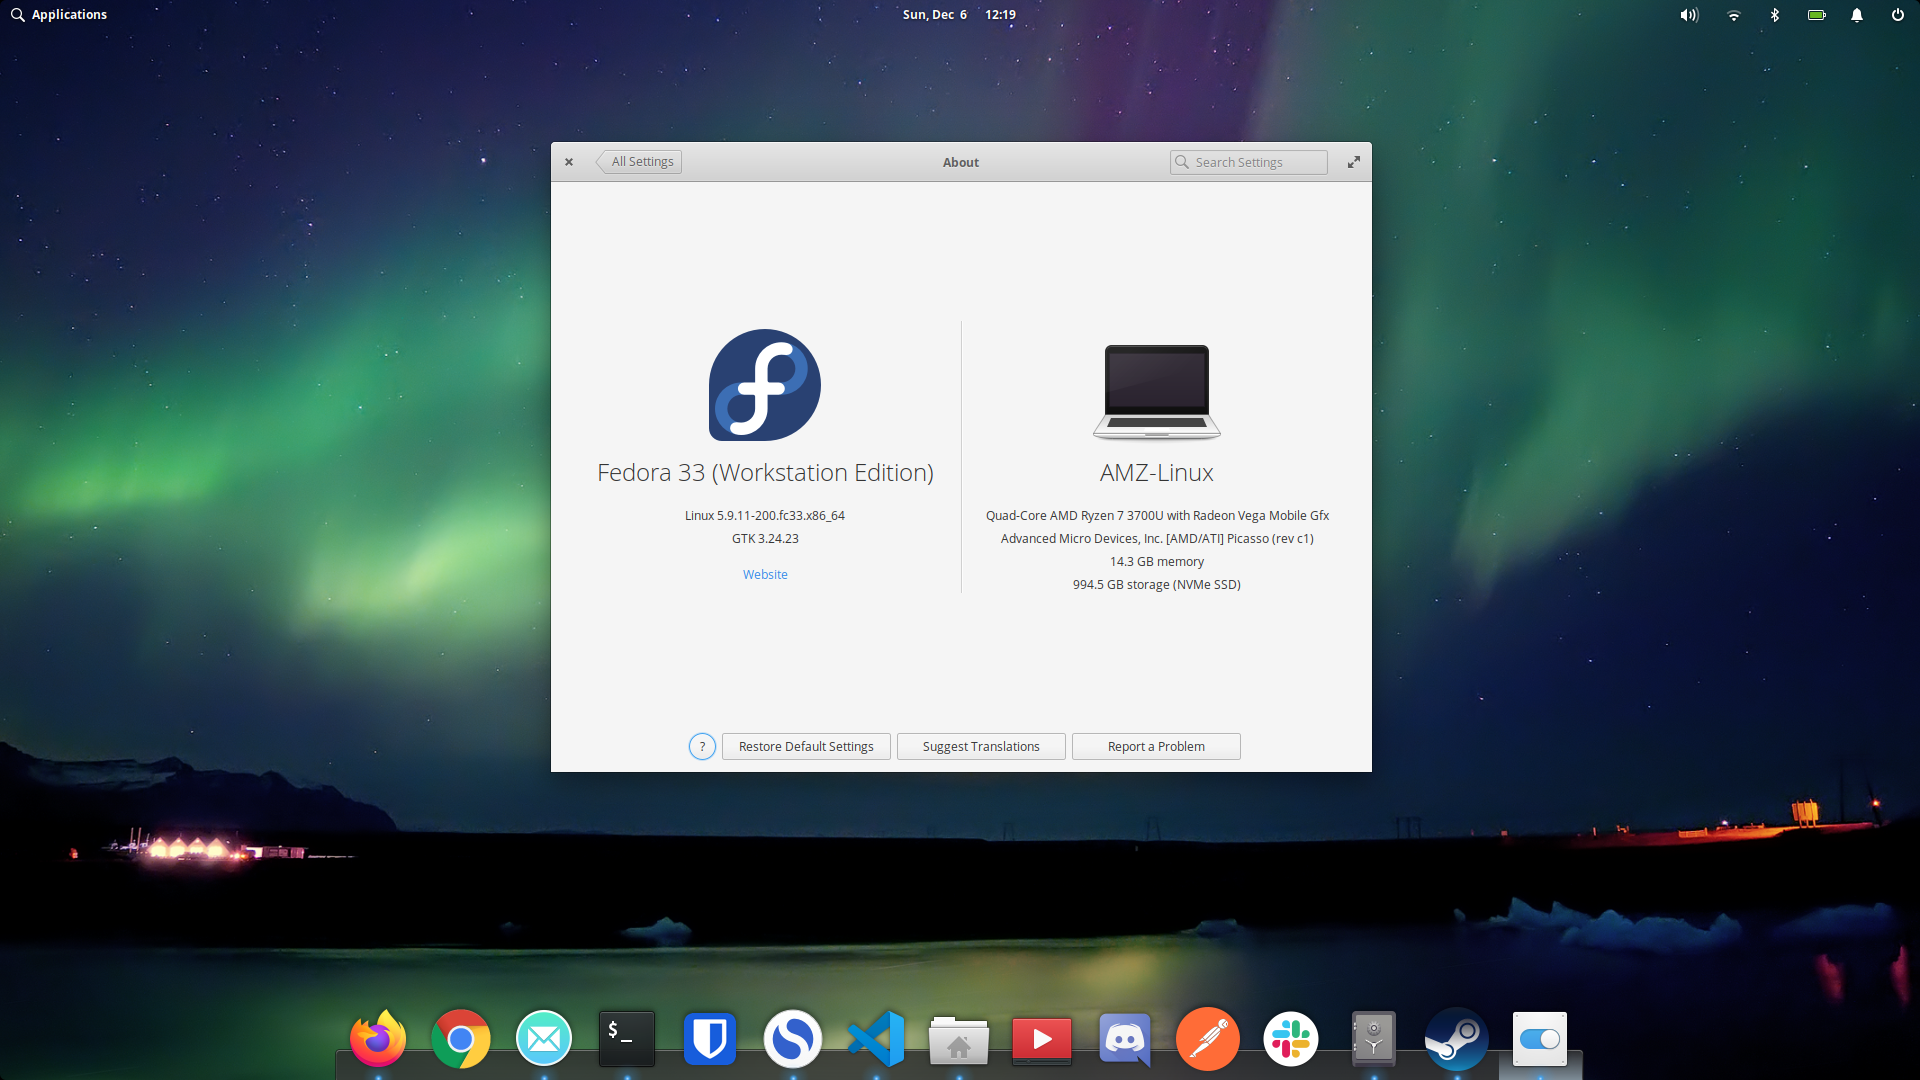 Applications
Sun, Dec 6 12:19
All Settings
About
Search Settings
Fedora 33 (Workstation Edition)
Linux 5.9.11-200.fc33.x86_64
GTK 3.24.23
Website
AMZ-Linux
Quad-Core AMD Ryzen 7 3700U with Radeon Vega Mobile Gfx
Advanced Micro Devices, Inc. [AMD/ATI] Picasso (rev c1)
14.3 GB memory
994.5 GB storage (NVMe SSD)
?
Restore Default Settings
Suggest Translations
Report a Problem
$_